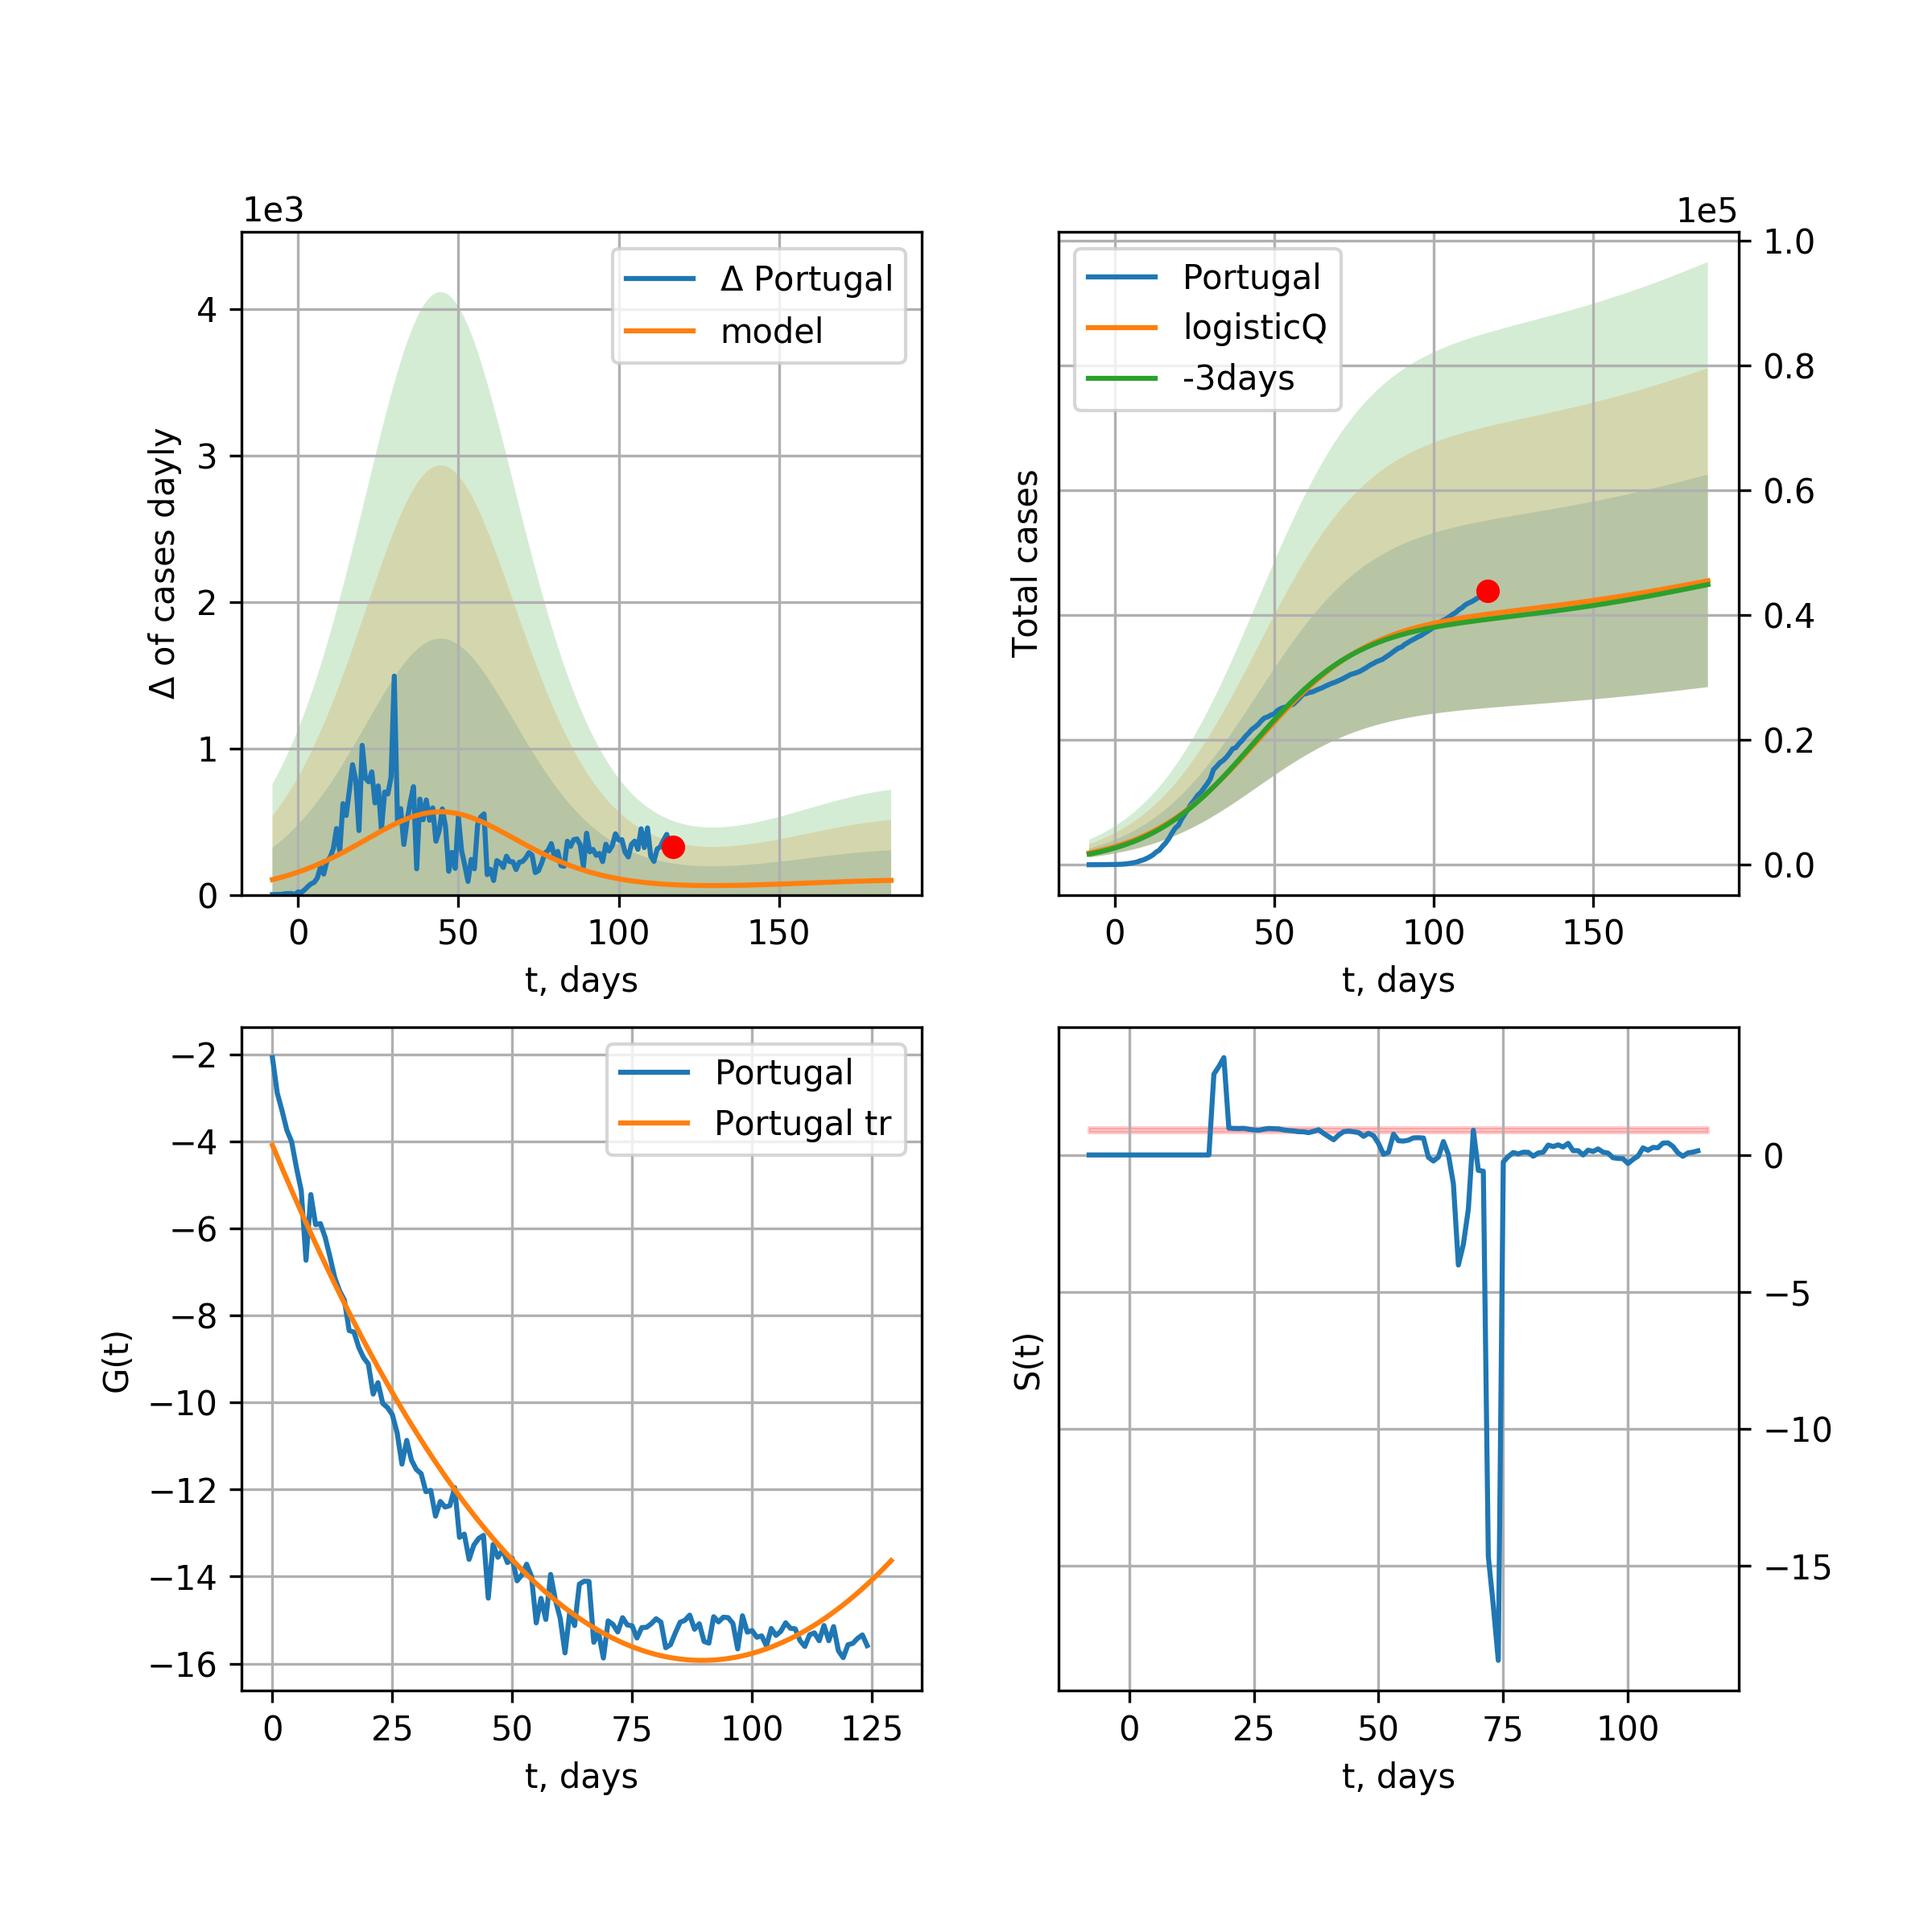 1e3
Δ Portugal
model
4
3
2
1
0
Δ of cases dayly
0 50 100 150
t, days
1e5
Portugal
logisticQ
-3days
1.0
0.8
0.6
0.4
0.2
0.0
Total cases
0 50 100 150
t, days
Portugal
Portugal tr
−2
−4
−6
−8
−10
−12
−14
−16
G(t)
0 25 50 75 100 125
t, days
0
−5
−10
−15
S(t)
0 25 50 75 100
t, days